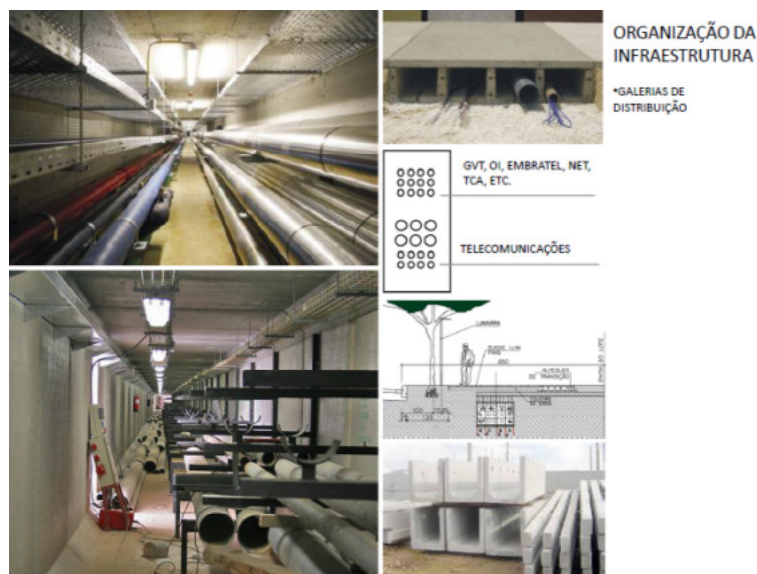 ORGANIZAÇÃO DA
INFRAESTRUTURA
*GALERIAS DE
DISTRIBUIÇÃO
GVT, OI, EMBRATEL, NET,
TCA, ETC.
TELECOMUNICAÇÕES